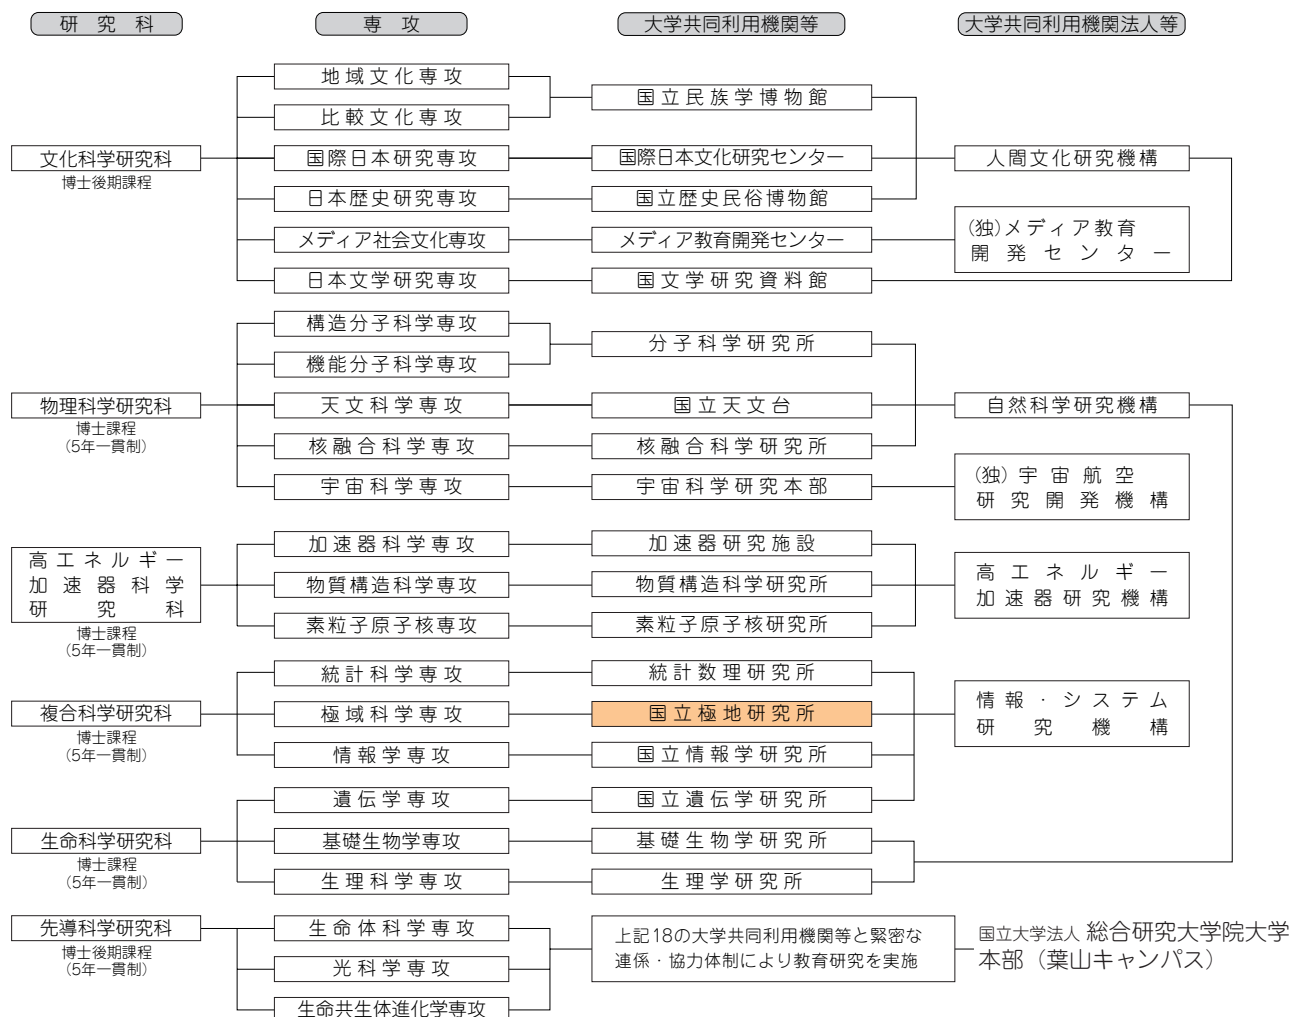 研究科 専攻 大学共同利用機関等 大学共同利用機関法人等
文化科学研究科
博士後期課程
地域文化専攻
比較文化専攻
国際日本研究専攻
日本歴史研究専攻
メディア社会文化専攻
日本文学研究専攻
国立民族学博物館
国際日本文化研究センター
国立歴史民俗博物館
メディア教育開発センター
国文学研究資料館
人間文化研究機構
(独)メディア教育
開発センター
物理科学研究科
博士課程
(5年一貫制)
構造分子科学専攻
機能分子科学専攻
天文科学専攻
核融合科学専攻
宇宙科学専攻
分子科学研究所
国立天文台
核融合科学研究所
宇宙科学研究本部
自然科学研究機構
(独)宇宙航空
研究開発機構
高エネルギー
加速器科学
研究科
博士課程
(5年一貫制)
加速器科学専攻
物質構造科学専攻
素粒子原子核専攻
加速器研究施設
物質構造科学研究所
素粒子原子核研究所
高エネルギー
加速器研究機構
複合科学研究科
博士課程
(5年一貫制)
統計科学専攻
極域科学専攻
情報学専攻
統計数理研究所
国立極地研究所
国立情報学研究所
情報・システム
研究機構
生命科学研究科
博士課程
(5年一貫制)
遺伝学専攻
基礎生物学専攻
生理科学専攻
国立遺伝学研究所
基礎生物学研究所
生理学研究所
先導科学研究科
博士後期課程
(5年一貫制)
生命体科学専攻
光科学専攻
生命共生体進化学専攻
上記18の大学共同利用機関等と緊密な
連係・協力体制により教育研究を実施
国立大学法人 総合研究大学院大学
本部（葉山キャンパス）